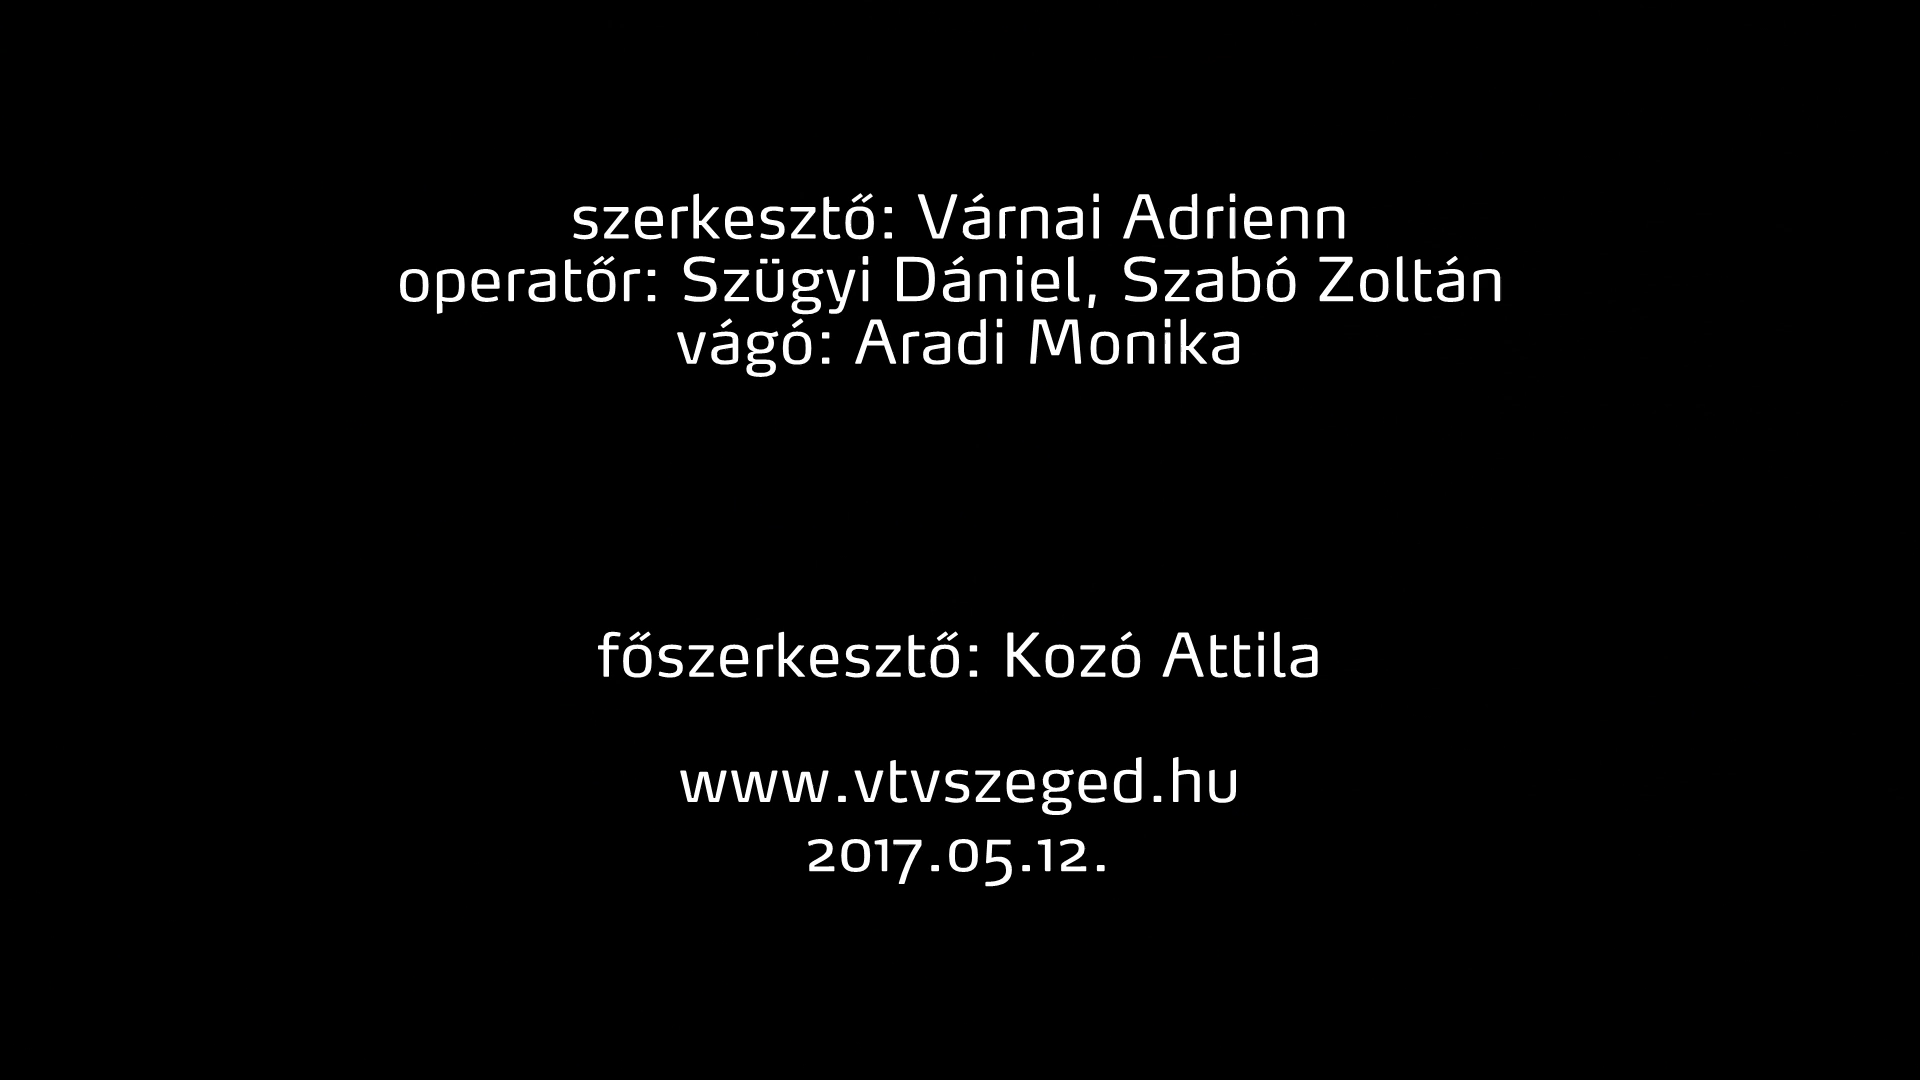 szerkesztő: Várnai Adrienn
operatőr: Szügyi Dániel, Szabó Zoltán
vágó: Aradi Monika
főszerkesztő: Kozó Attila
www.vtvszeged.hu
2017.05.12.